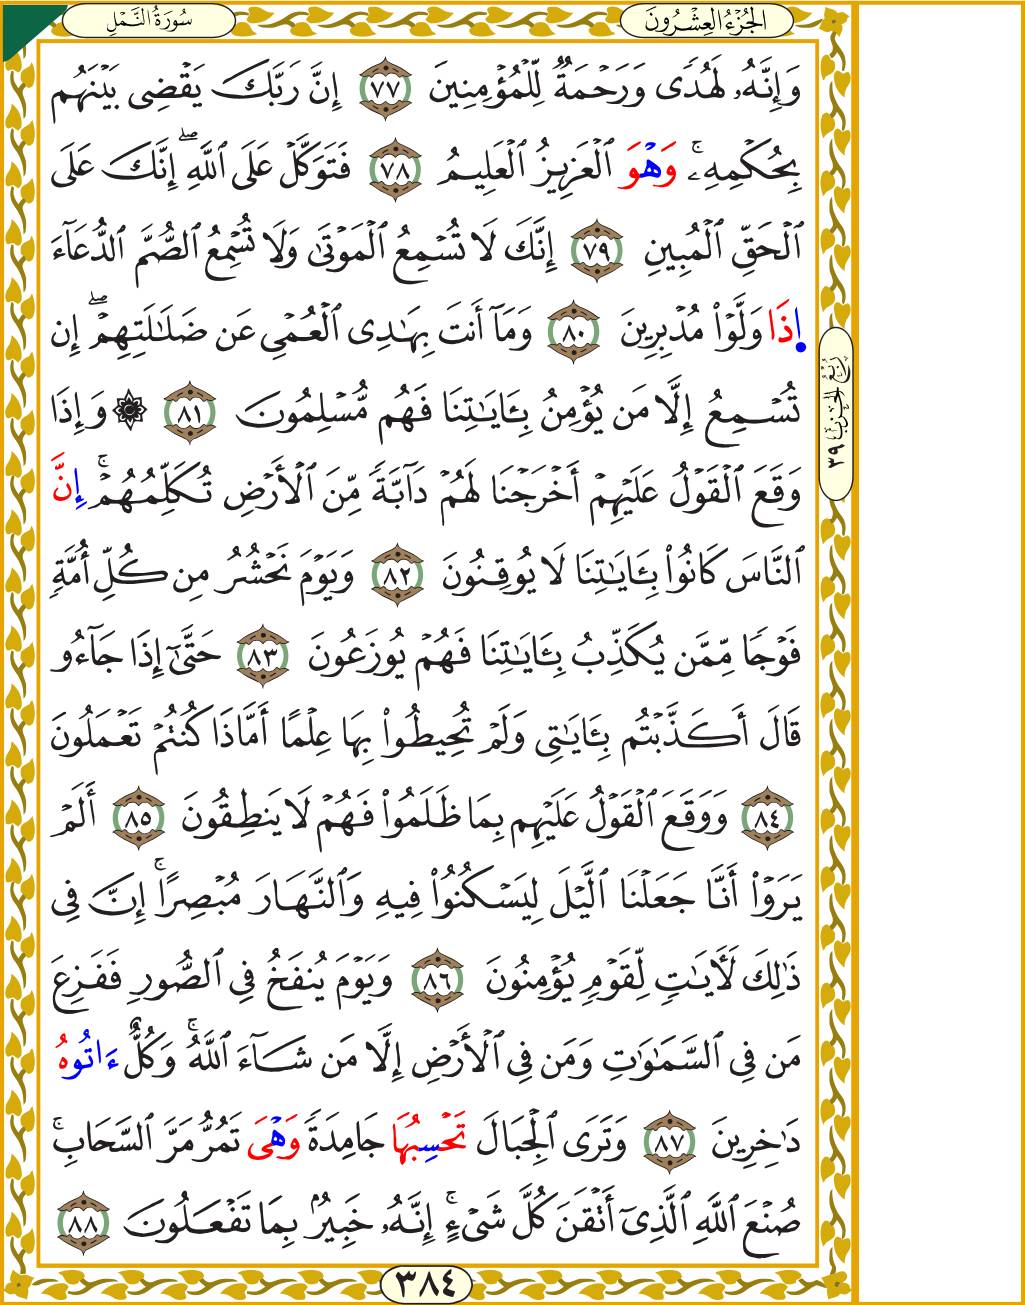 سُورَةُ النَّمْلِ
الجُزْءُ العِشْرُونَ
وَإِنَّهُۥ لَهُدٗى وَرَحۡمَةٞ لِّلۡمُؤۡمِنِينَ ٧٧ إِنَّ رَبَّكَ يَقۡضِي بَيۡنَهُم
بِحُكۡمِهِۦۚ وَهۡوَ ٱلۡعَزِيزُ ٱلۡعَلِيمُ ٧٨ فَتَوَكَّلۡ عَلَى ٱللَّهِۖ إِنَّكَ عَلَى
ٱلۡحَقِّ ٱلۡمُبِينِ ٧٩ إِنَّكَ لَا تُسۡمِعُ ٱلۡمَوۡتَىٰ وَلَا تُسۡمِعُ ٱلصُّمَّ ٱلدُّعَآءَ
إِذَا وَلَّوۡاْ مُدۡبِرِينَ ٨٠ وَمَآ أَنتَ بِهَٰدِي ٱلۡعُمۡيِ عَن ضَلَٰلَتِهِمۡۖ إِن
تُسۡمِعُ إِلَّا مَن يُؤۡمِنُ بِـَٔايَٰتِنَا فَهُم مُّسۡلِمُونَ ٨١ ۞ وَإِذَا
وَقَعَ ٱلۡقَوۡلُ عَلَيۡهِمۡ أَخۡرَجۡنَا لَهُمۡ دَآبَّةٗ مِّنَ ٱلۡأَرۡضِ تُكَلِّمُهُمۡۚ إِنَّ
ٱلنَّاسَ كَانُواْ بِـَٔايَٰتِنَا لَا يُوقِنُونَ ٨٢ وَيَوۡمَ نَحۡشُرُ مِن كُلِّ أُمَّةٖ
فَوۡجٗا مِّمَّن يُكَذِّبُ بِـَٔايَٰتِنَا فَهُمۡ يُوزَعُونَ ٨٣ حَتَّىٰٓ إِذَا جَآءُو
قَالَ أَكَذَّبۡتُم بِـَٔايَٰتِي وَلَمۡ تُحِيطُواْ بِهَا عِلۡمًا أَمَّاذَا كُنتُمۡ تَعۡمَلُونَ
٨٤ وَوَقَعَ ٱلۡقَوۡلُ عَلَيۡهِم بِمَا ظَلَمُواْ فَهُمۡ لَا يَنطِقُونَ ٨٥ أَلَمۡ
يَرَوۡاْ أَنَّا جَعَلۡنَا ٱلَّيۡلَ لِيَسۡكُنُواْ فِيهِ وَٱلنَّهَارَ مُبۡصِرًاۚ إِنَّ فِي
ذَٰلِكَ لَأٓيَٰتٖ لِّقَوۡمٖ يُؤۡمِنُونَ ٨٦ وَيَوۡمَ يُنفَخُ فِي ٱلصُّورِ فَفَزِعَ
مَن فِي ٱلسَّمَٰوَٰتِ وَمَن فِي ٱلۡأَرۡضِ إِلَّا مَن شَآءَ ٱللَّهُۚ وَكُلٌّ ءَاتُوهُ
دَٰخِرِينَ ٨٧ وَتَرَى ٱلۡجِبَالَ تَحۡسِبُهَا جَامِدَةٗ وَهۡيَ تَمُرُّ مَرَّ ٱلسَّحَابِۚ
صُنۡعَ ٱللَّهِ ٱلَّذِيٓ أَتۡقَنَ كُلَّ شَيۡءٍۚ إِنَّهُۥ خَبِيرُۢ بِمَا تَفۡعَلُونَ ٨٨
رُبْعُ الحِزْب ٣٩
٣٨٤